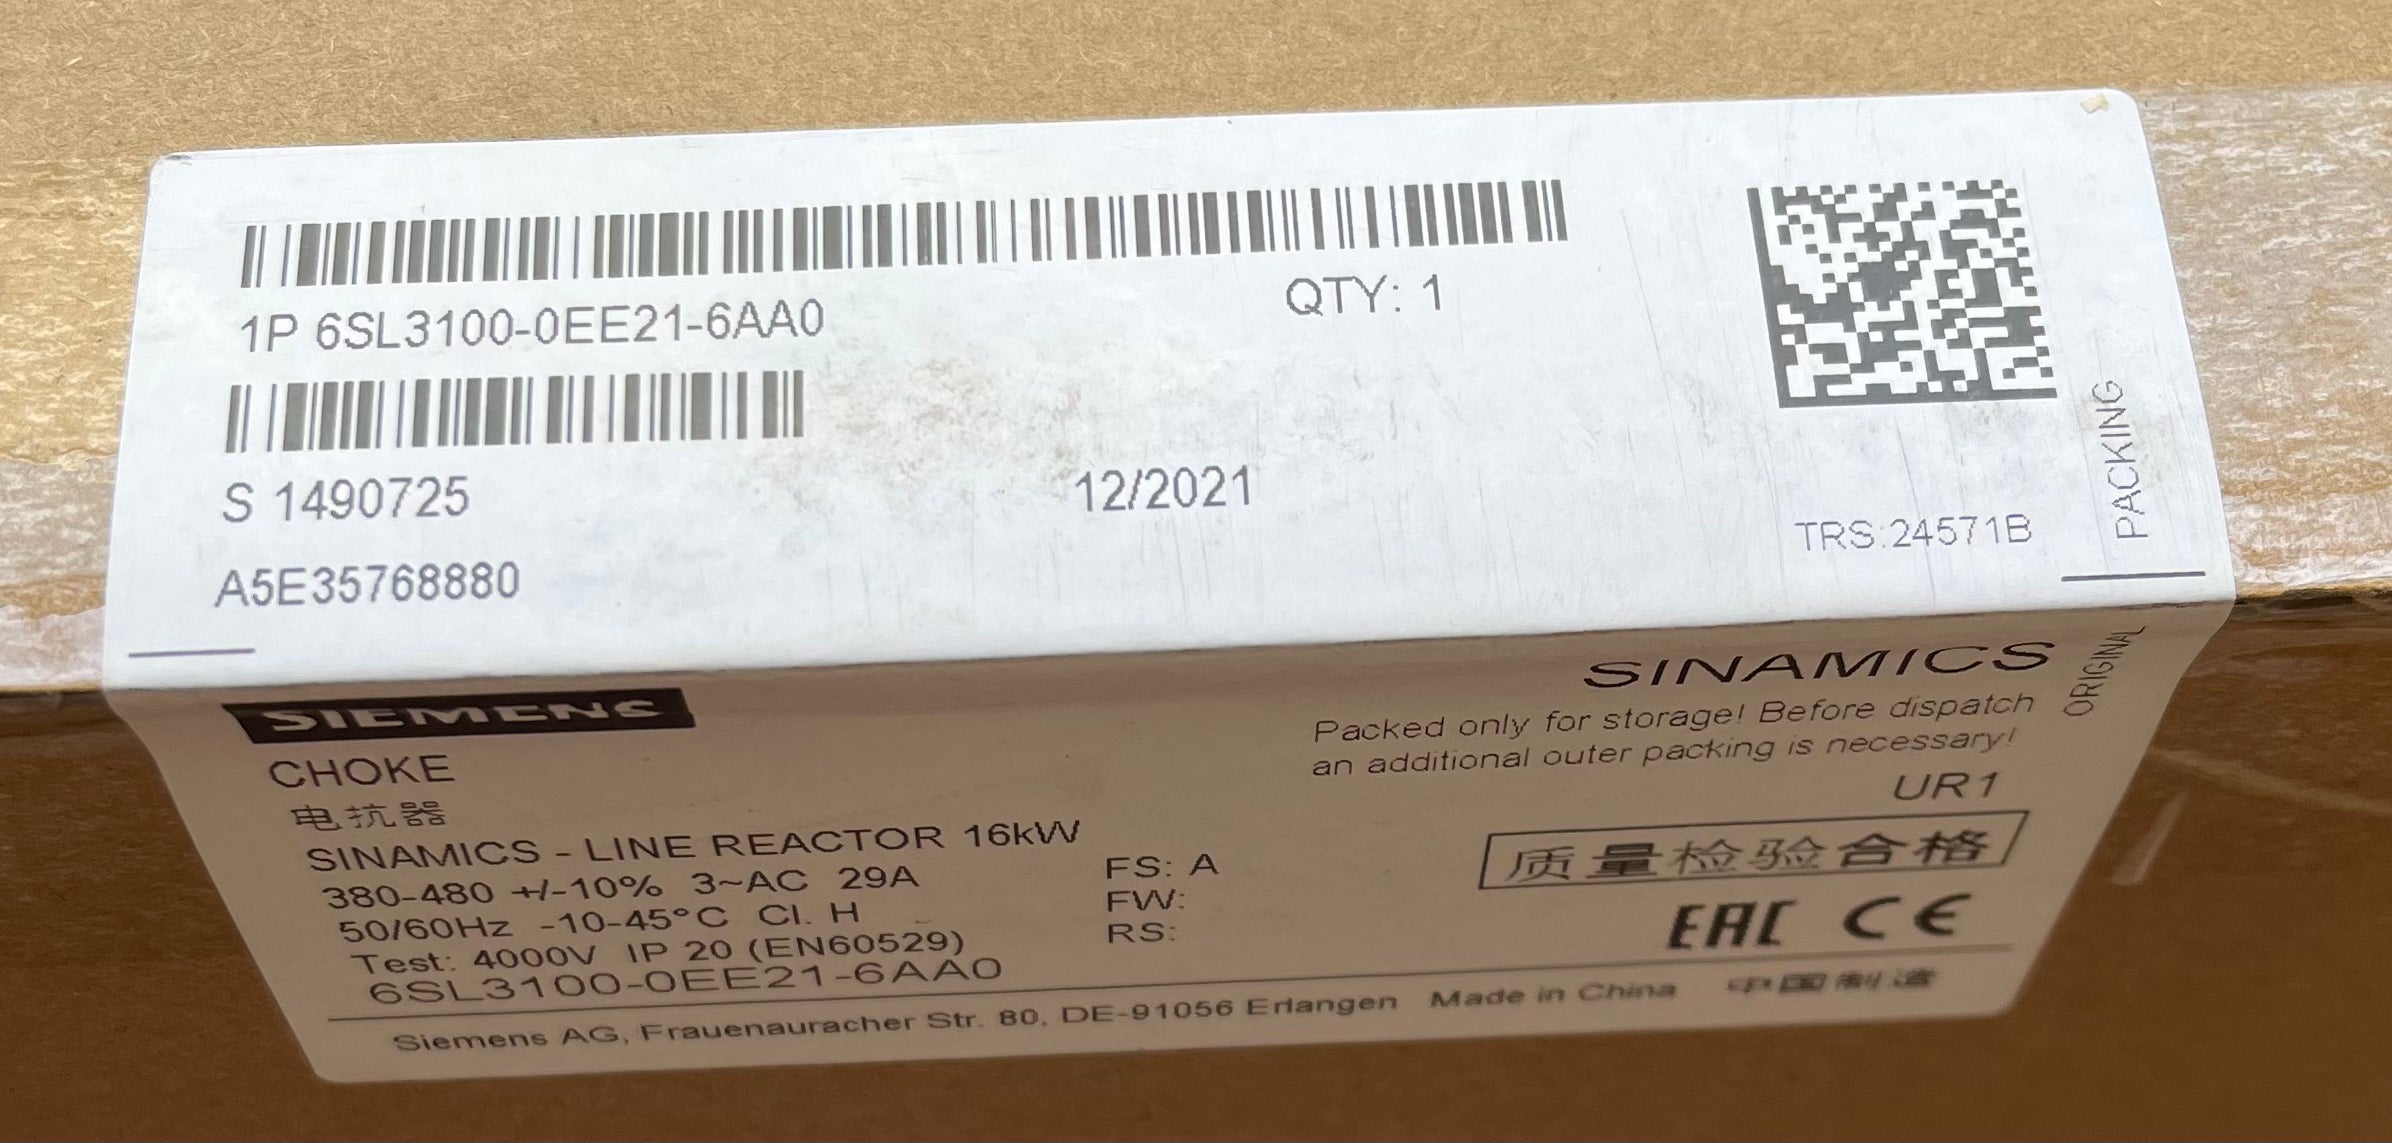 1P 6SL3100-0EE21-6AA0
QTY: 1
S 1490725
12/2021
A5E35768880
TRS:24571B
ORIGINAL PACKING
SIEMENS
SINAMICS
CHOKE
电抗器
SINAMICS - LINE REACTOR 16kW
380-480 +/-10% 3~AC 29A
50/60Hz -10-45°C Cl. H
Test: 4000V IP 20 (EN60529)
6SL3100-0EE21-6AA0
FS: A
FW:
RS:
Packed only for storage! Before dispatch
an additional outer packing is necessary!
UR1
质量检验合格
EAC CE
Siemens AG, Frauenauracher Str. 80, DE-91056 Erlangen Made in China 中国制造